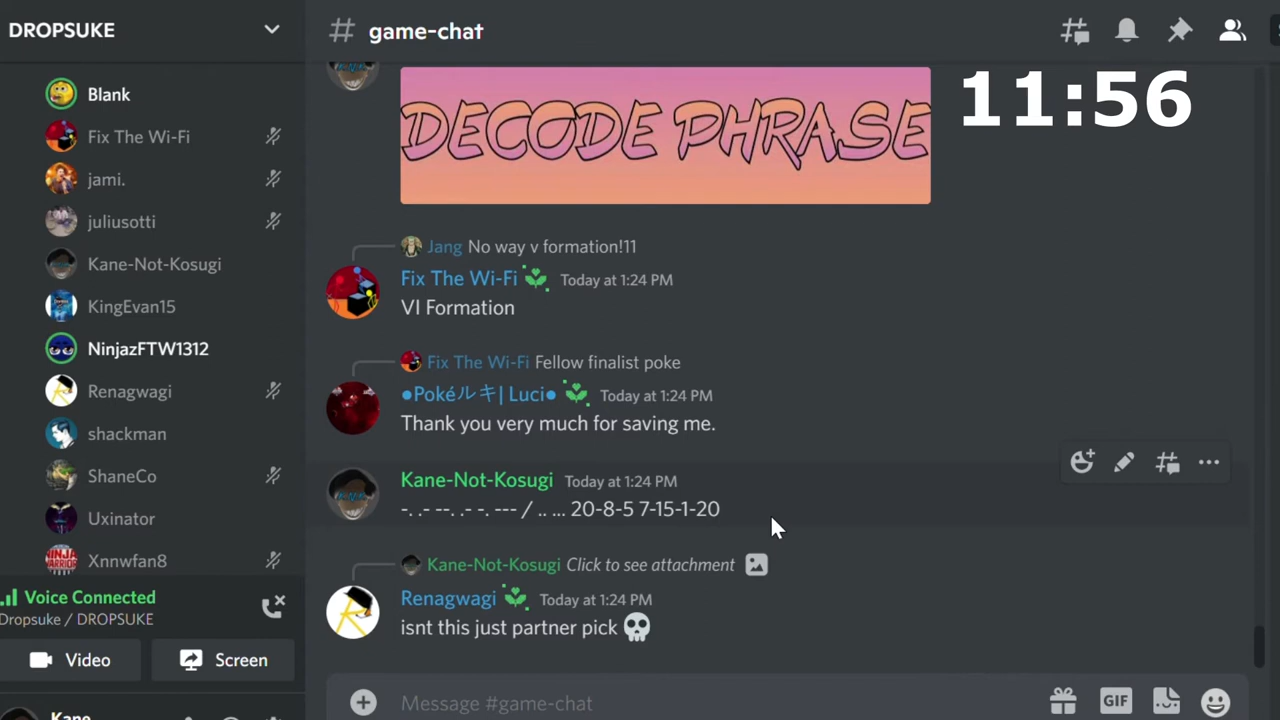 DROPSUKE
# game-chat
11:56
Blank
Fix The Wi-Fi
jami.
juliusotti
Kane-Not-Kosugi
KingEvan15
NinjazFTW1312
Renagwagi
shackman
ShaneCo
Uxinator
Xnnwfan8
Voice Connected
Dropsuke / DROPSUKE
Video
Screen
Kane
DECODE PHRASE
Jang No way v formation!11
Fix The Wi-Fi Today at 1:24 PM
VI Formation
Fix The Wi-Fi Fellow finalist poke
●Pokéルキ| Luci● Today at 1:24 PM
Thank you very much for saving me.
Kane-Not-Kosugi Today at 1:24 PM
-. .- --. .- -. --- / .. ... 20-8-5 7-15-1-20
Kane-Not-Kosugi Click to see attachment
Renagwagi Today at 1:24 PM
isnt this just partner pick 💀
Message #game-chat
GIF